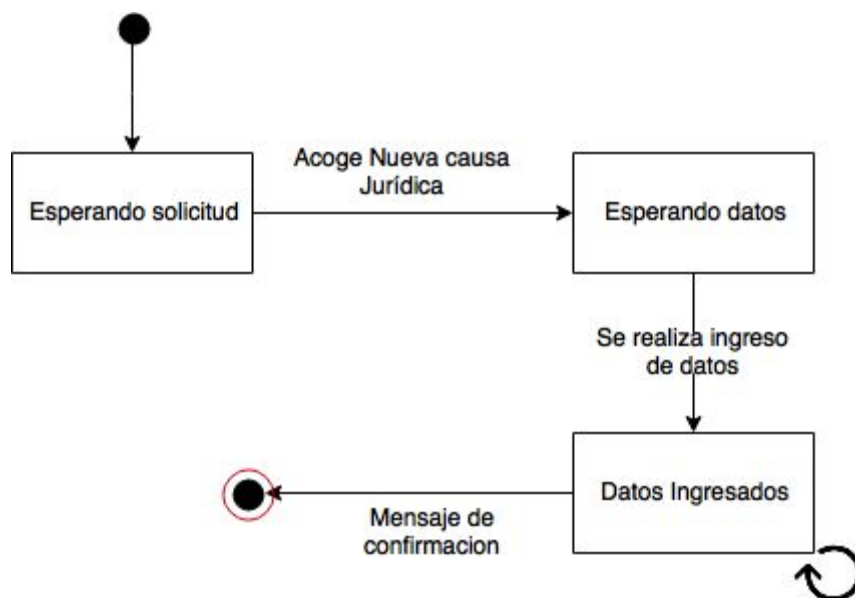 Acoge Nueva causa
Jurídica
Esperando solicitud
Esperando datos
Se realiza ingreso
de datos
Datos Ingresados
Mensaje de
confirmacion